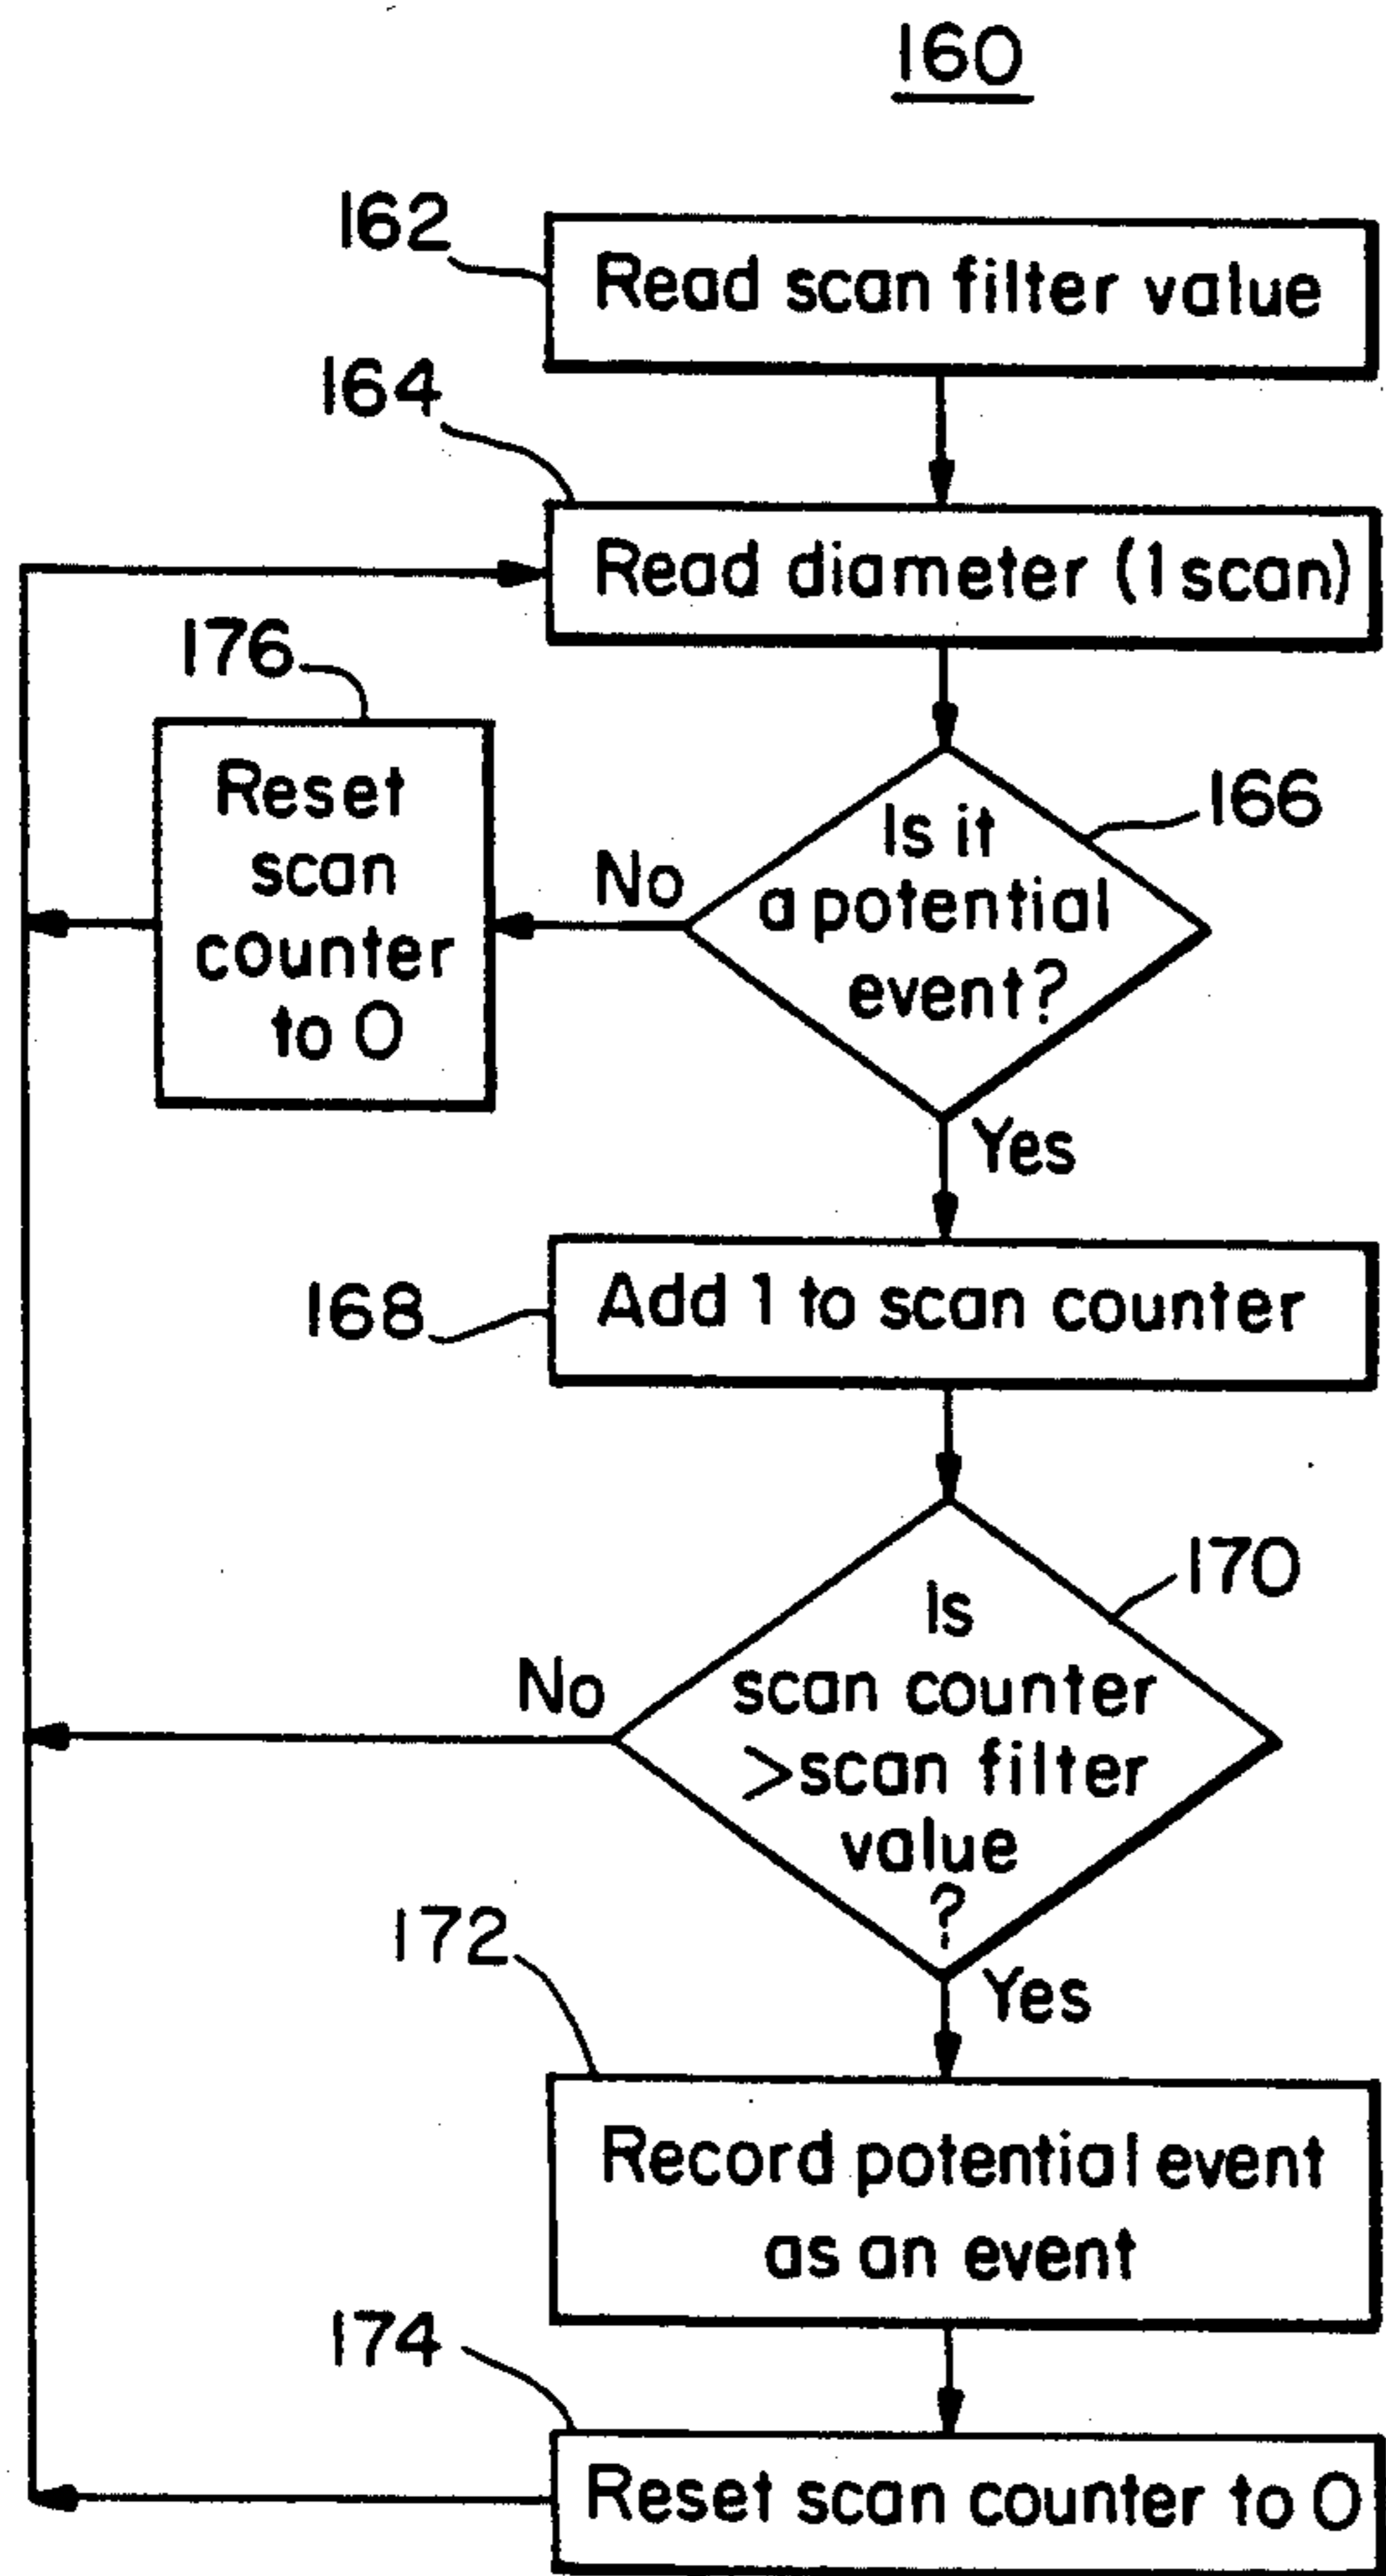 160
162
Read scan filter value
164
Read diameter (1 scan)
176
Reset
scan
counter
to 0
No
Is it
a potential
event?
166
Yes
168
Add 1 to scan counter
170
Is
scan counter
>scan filter
value
?
No
Yes
172
Record potential event
as an event
174
Reset scan counter to 0